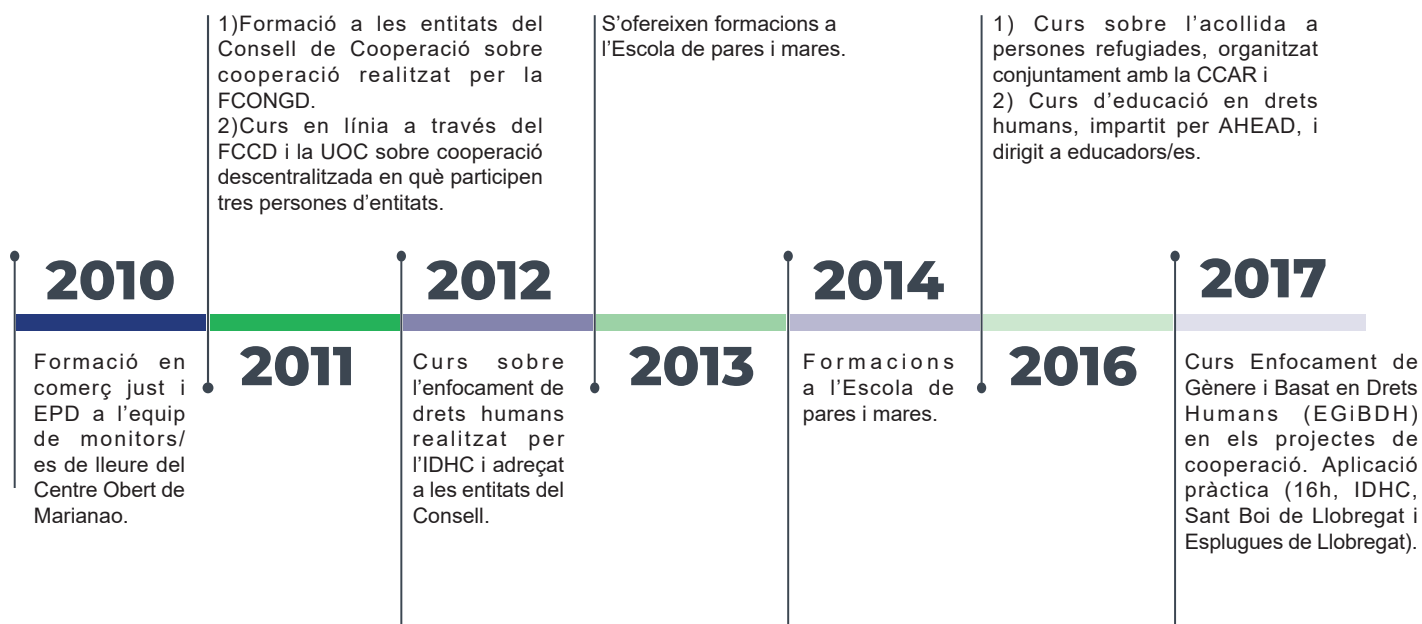 2010
Formació en
comerç just i
EPD a l’equip
de monitors/
es de lleure del
Centre Obert de
Marianao.
1)Formació a les entitats del
Consell de Cooperació sobre
cooperació realitzat per la
FCONGD.
2)Curs en línia a través del
FCCD i la UOC sobre cooperació
descentralitzada en què participen
tres persones d’entitats.
2011
2012
Curs sobre
l’enfocament de
drets humans
realitzat per
l’IDHC i adreçat
a les entitats del
Consell.
S’ofereixen formacions a
l’Escola de pares i mares.
2013
2014
Formacions
a l’Escola de
pares i mares.
1) Curs sobre l’acollida a
persones refugiades, organitzat
conjuntament amb la CCAR i
2) Curs d’educació en drets
humans, impartit per AHEAD, i
dirigit a educadors/es.
2016
2017
Curs Enfocament de
Gènere i Basat en Drets
Humans (EGiBDH)
en els projectes de
cooperació. Aplicació
pràctica (16h, IDHC,
Sant Boi de Llobregat i
Esplugues de Llobregat).